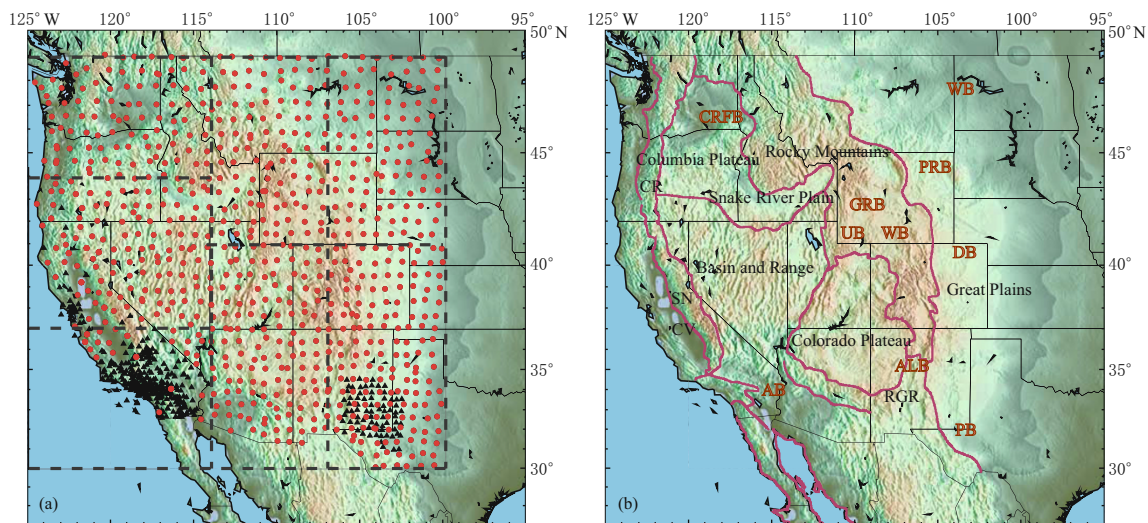 125° W 120° 115° 110° 105° 100° 95°
50° N
45°
40°
35°
30°
(a)
125° W 120° 115° 110° 105° 100° 95°
50° N
WB
CRFB
Columbia Plateau
Rocky Mountains
45°
PRB
CR
Snake River Plain
GRB
UB
WB
DB
Basin and Range
40°
Great Plains
SN
CV
Colorado Plateau
ALB
35°
AB
RGR
PB
30°
(b)